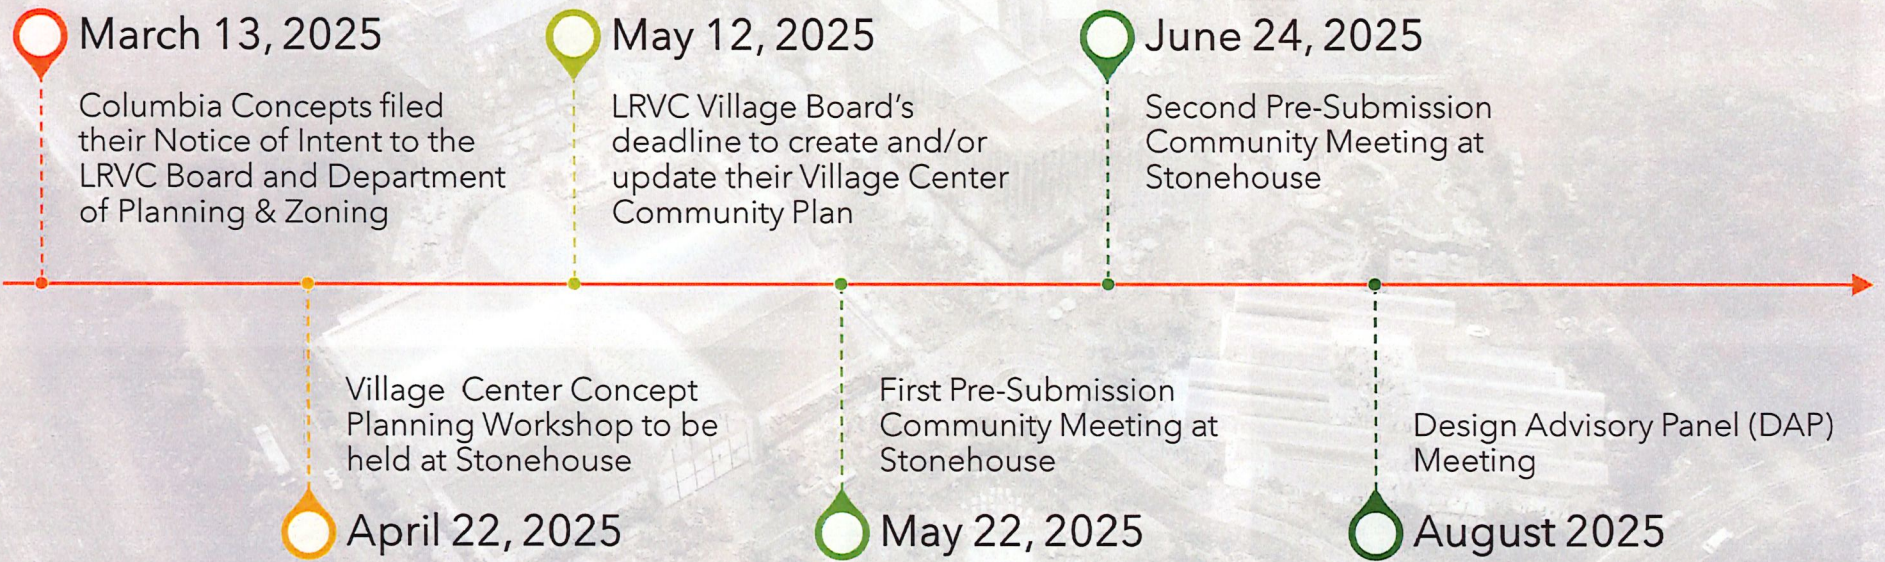 March 13, 2025
Columbia Concepts filed
their Notice of Intent to the
LRVC Board and Department
of Planning & Zoning
Village Center Concept
Planning Workshop to be
held at Stonehouse
April 22, 2025
May 12, 2025
LRVC Village Board's
deadline to create and/or
update their Village Center
Community Plan
First Pre-Submission
Community Meeting at
Stonehouse
May 22, 2025
June 24, 2025
Second Pre-Submission
Community Meeting at
Stonehouse
Design Advisory Panel (DAP)
Meeting
August 2025